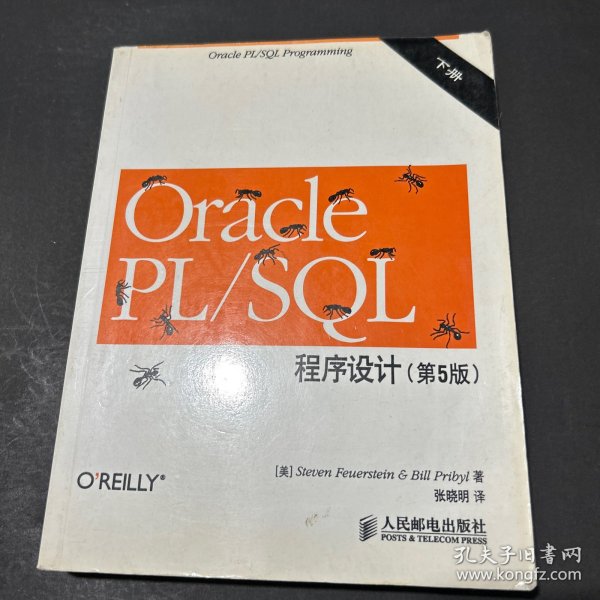 Oracle PL/SQL Programming
下册
Oracle
PL/SQL
程序设计(第5版)
[美] Steven Feuerstein & Bill Pribyl 著
张晓明 译
O'REILLY®
人民邮电出版社
POSTS & TELECOM PRESS
孔夫子旧书网
www.kongfz.com